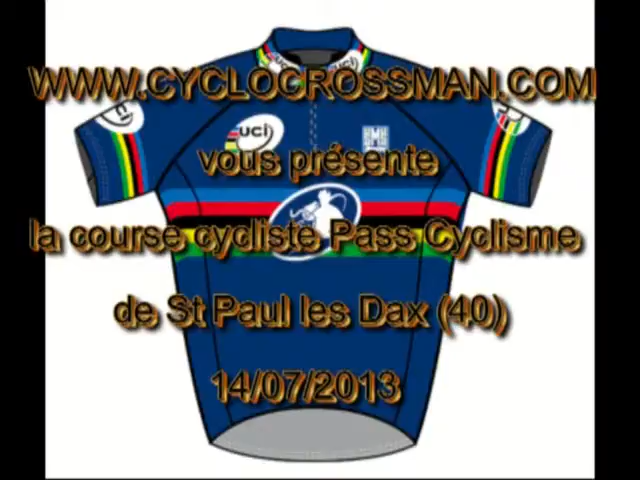 WWW.CYCLOCROSSMAN.COM
uci
vous présente
la course cycliste Pass Cyclisme
de St Paul les Dax (40)
14/07/2013